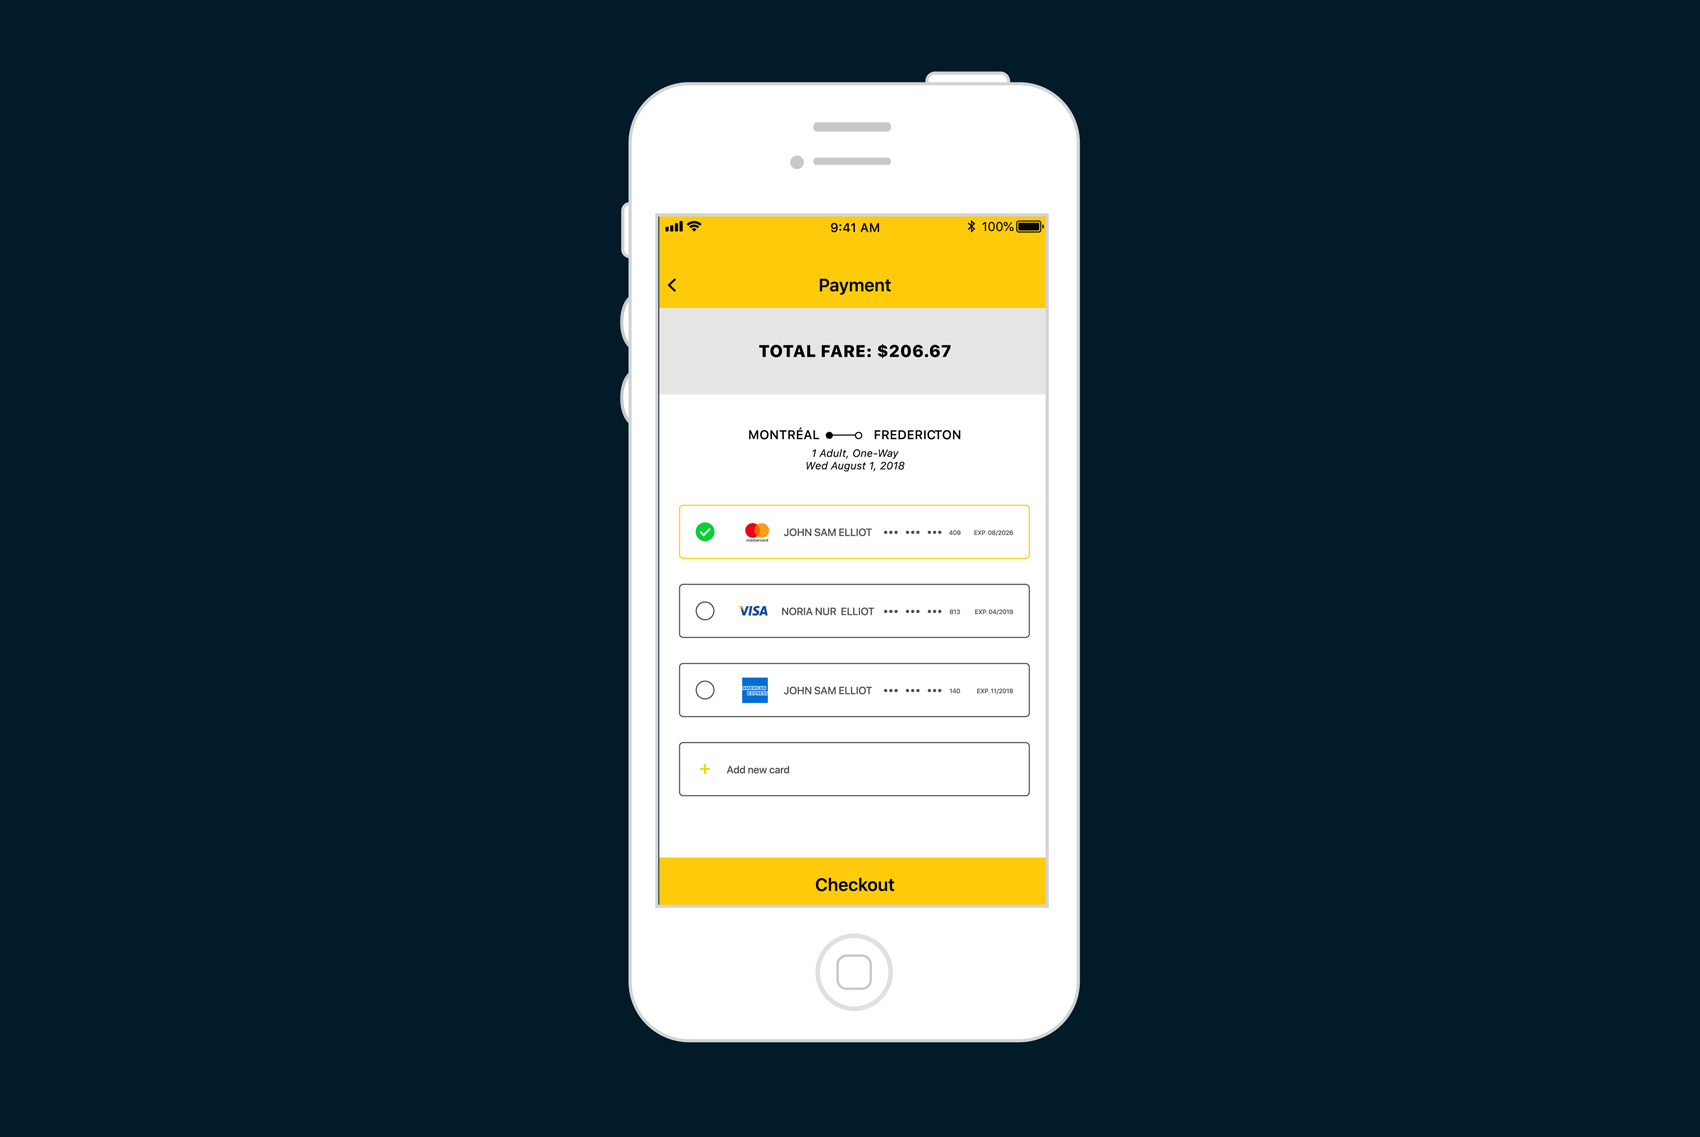 9:41 AM 100%
Payment
TOTAL FARE: $206.67
MONTRÉAL FREDERICTON
1 Adult, One-Way
Wed August 1, 2018
mastercard JOHN SAM ELLIOT ••• ••• ••• 409 EXP. 08/2026
VISA NORIA NUR ELLIOT ••• ••• ••• 813 EXP. 04/2019
AMERICAN EXPRESS JOHN SAM ELLIOT ••• ••• ••• 140 EXP. 11/2018
+ Add new card
Checkout